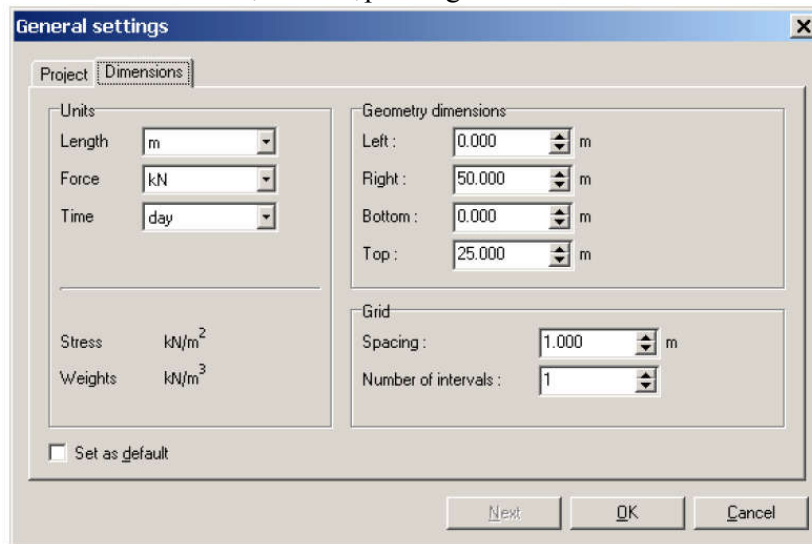 General settings
Project Dimensions
Units
Length m
Force kN
Time day
Stress kN/m²
Weights kN/m³
Geometry dimensions
Left : 0.000 m
Right : 50.000 m
Bottom : 0.000 m
Top : 25.000 m
Grid
Spacing : 1.000 m
Number of intervals : 1
Set as default
Next OK Cancel